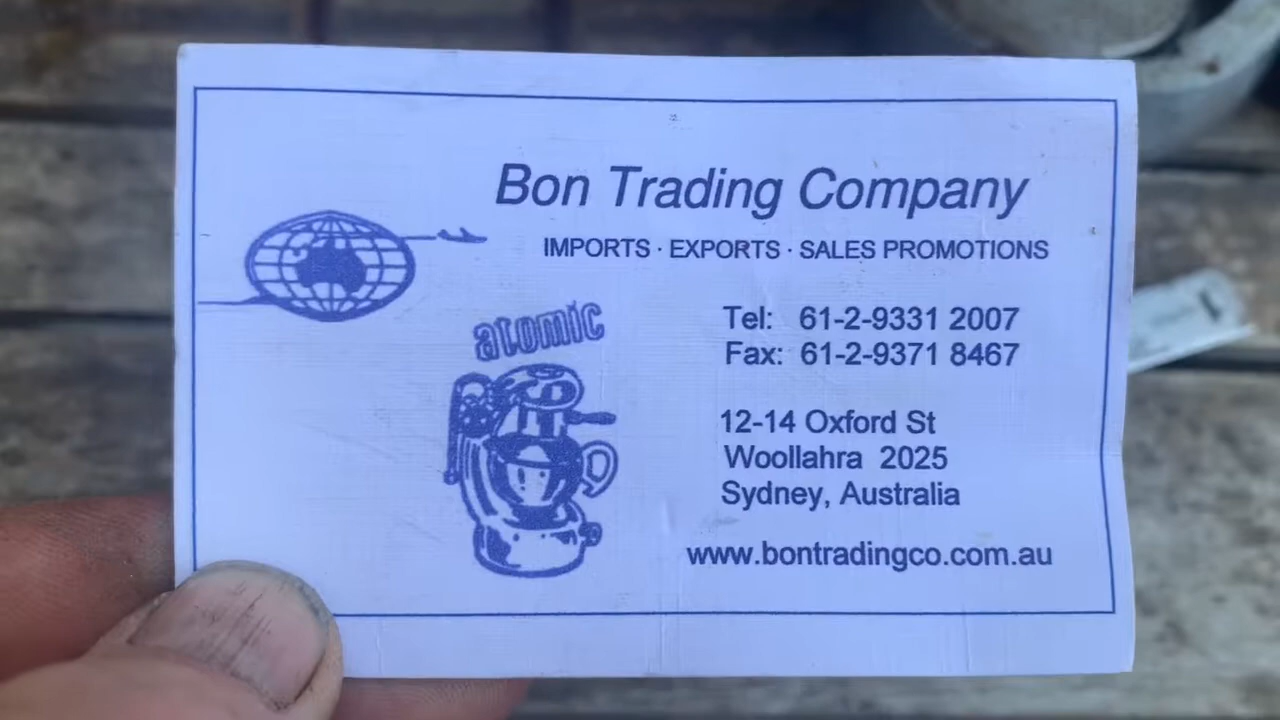 Bon Trading Company
IMPORTS · EXPORTS · SALES PROMOTIONS
atomic
Tel: 61-2-9331 2007
Fax: 61-2-9371 8467
12-14 Oxford St
Woollahra 2025
Sydney, Australia
www.bontradingco.com.au